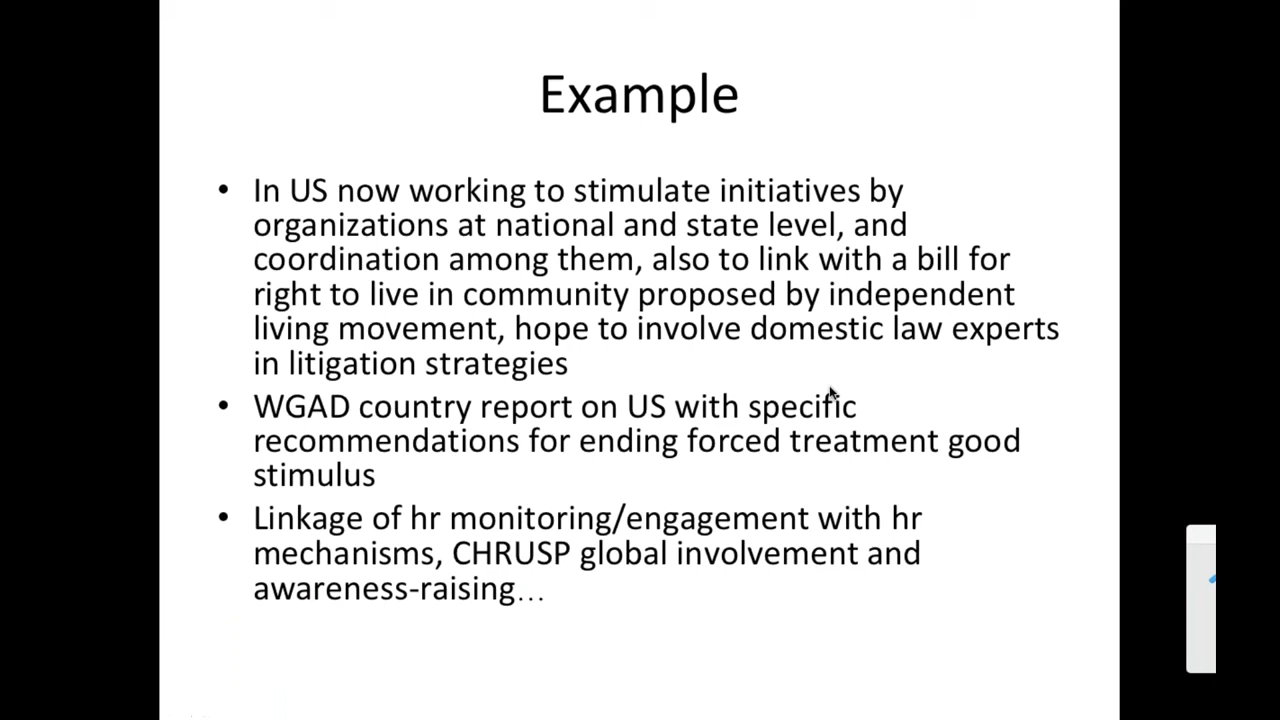 Example
• In US now working to stimulate initiatives by
organizations at national and state level, and
coordination among them, also to link with a bill for
right to live in community proposed by independent
living movement, hope to involve domestic law experts
in litigation strategies
• WGAD country report on US with specific
recommendations for ending forced treatment good
stimulus
• Linkage of hr monitoring/engagement with hr
mechanisms, CHRUSP global involvement and
awareness-raising…